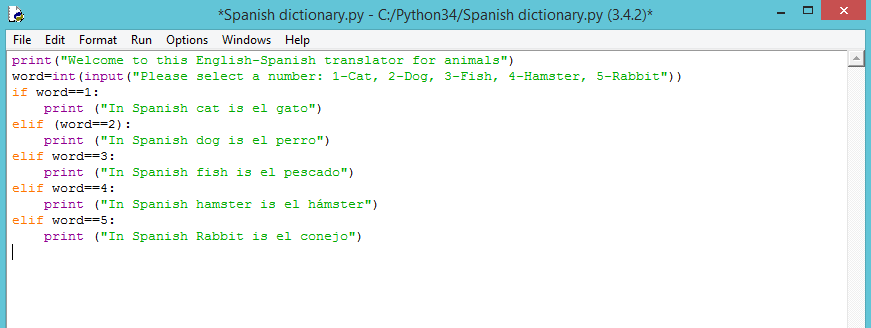 *Spanish dictionary.py - C:/Python34/Spanish dictionary.py (3.4.2)*
File Edit Format Run Options Windows Help
print("Welcome to this English-Spanish translator for animals")
word=int(input("Please select a number: 1-Cat, 2-Dog, 3-Fish, 4-Hamster, 5-Rabbit"))
if word==1:
    print ("In Spanish cat is el gato")
elif (word==2):
    print ("In Spanish dog is el perro")
elif word==3:
    print ("In Spanish fish is el pescado")
elif word==4:
    print ("In Spanish hamster is el hámster")
elif word==5:
    print ("In Spanish Rabbit is el conejo")